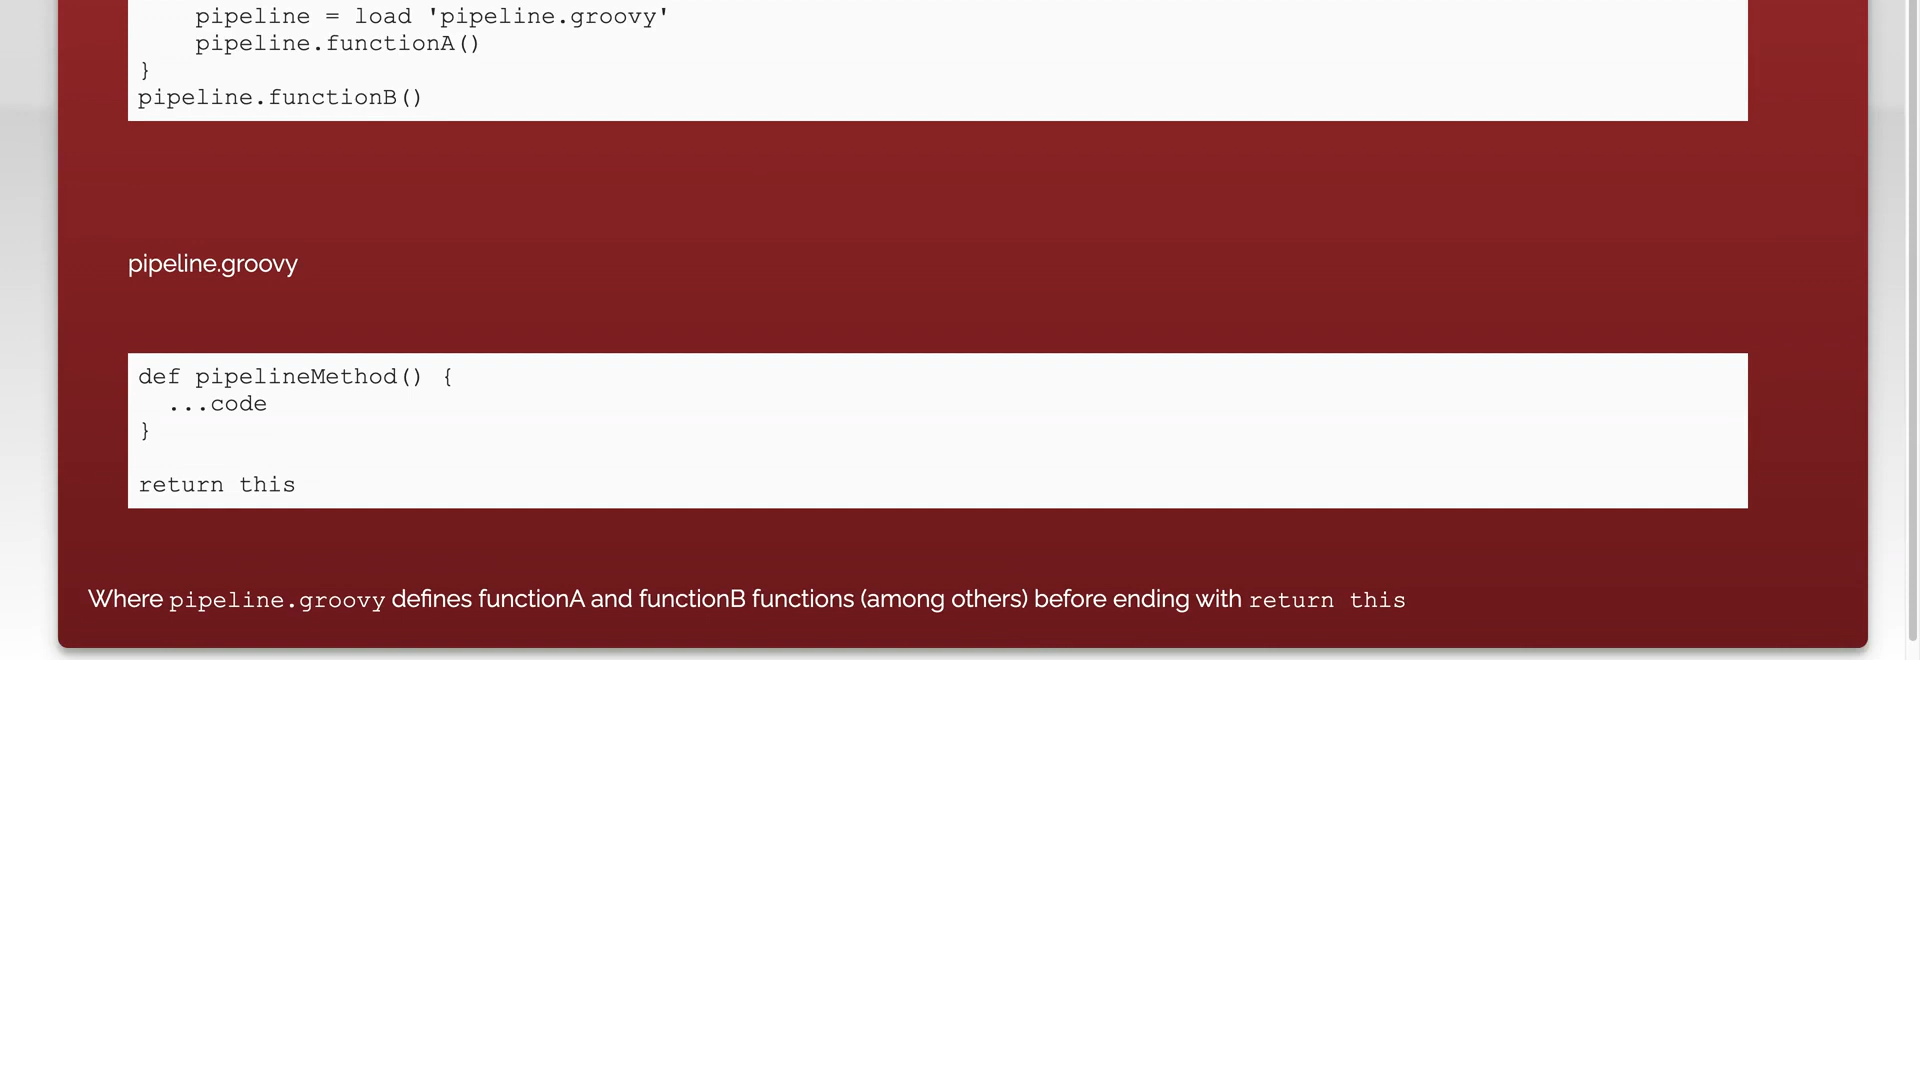 pipeline = load 'pipeline.groovy'
    pipeline.functionA()
}
pipeline.functionB()
pipeline.groovy
def pipelineMethod() {
  ...code
}
return this
Where pipeline.groovy defines functionA and functionB functions (among others) before ending with return this